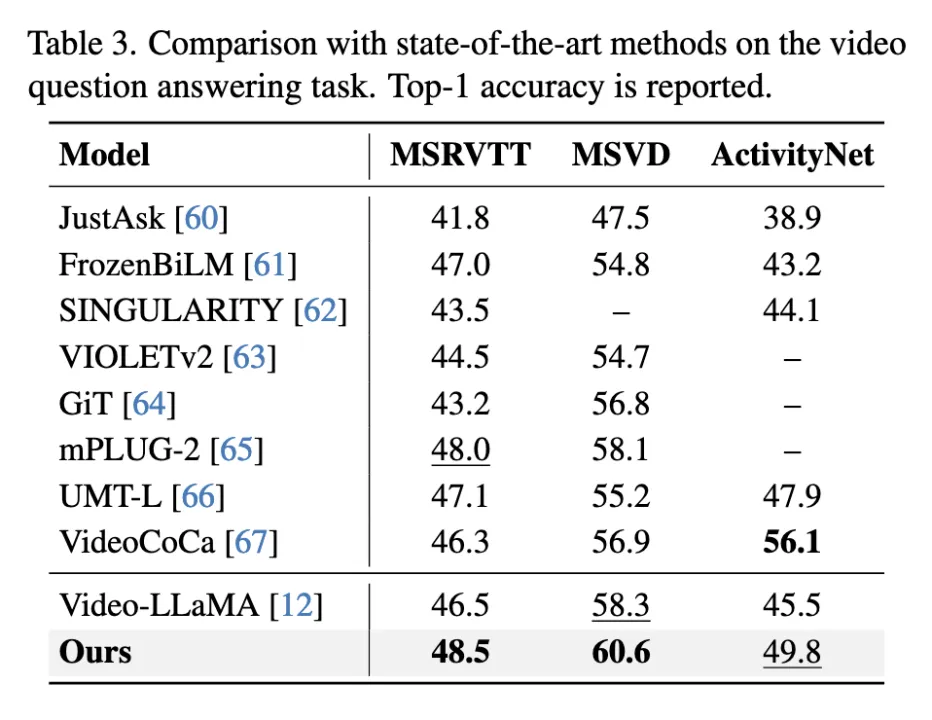 Table 3. Comparison with state-of-the-art methods on the video
question answering task. Top-1 accuracy is reported.
Model MSRVTT MSVD ActivityNet
JustAsk [60] 41.8 47.5 38.9
FrozenBiLM [61] 47.0 54.8 43.2
SINGULARITY [62] 43.5 – 44.1
VIOLETv2 [63] 44.5 54.7 –
GiT [64] 43.2 56.8 –
mPLUG-2 [65] 48.0 58.1 –
UMT-L [66] 47.1 55.2 47.9
VideoCoCa [67] 46.3 56.9 56.1
Video-LLaMA [12] 46.5 58.3 45.5
Ours 48.5 60.6 49.8